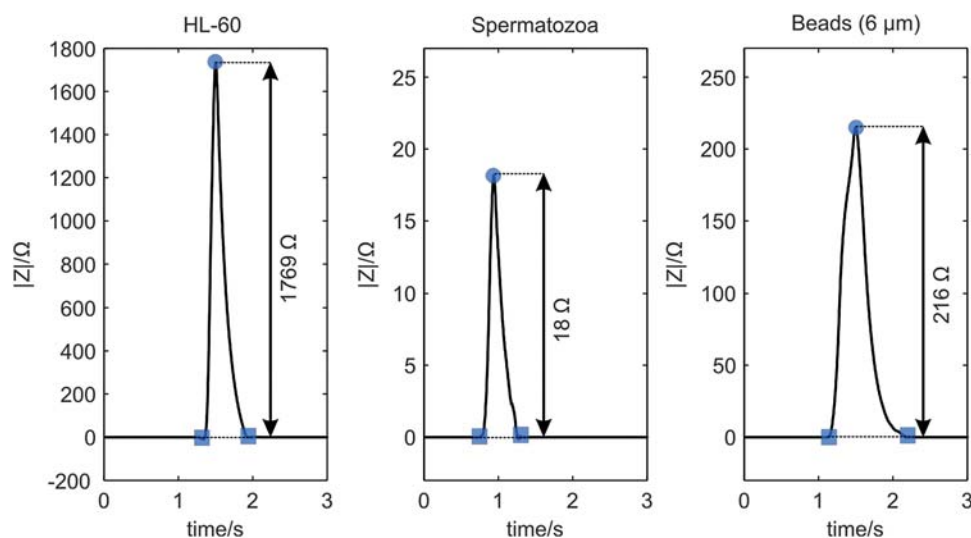 HL-60
|Z|/Ω
1800
1600
1400
1200
1000
800
600
400
200
0
-200
1769 Ω
0
1
2
3
time/s
Spermatozoa
|Z|/Ω
25
20
15
10
5
0
18 Ω
0
1
2
3
time/s
Beads (6 µm)
|Z|/Ω
250
200
150
100
50
0
216 Ω
0
1
2
3
time/s